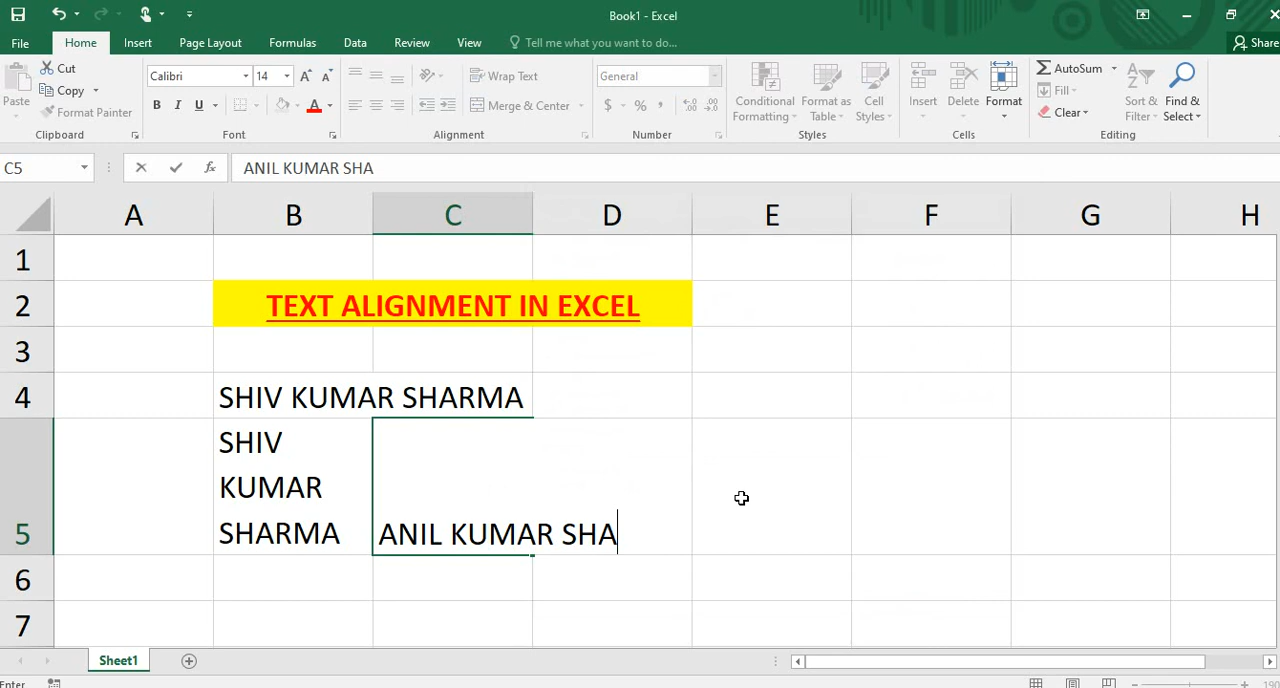 Book1 - Excel
File Home Insert Page Layout Formulas Data Review View Tell me what you want to do... Share
Paste Cut Copy Format Painter
Calibri 14 A A
B I U A
Wrap Text
Merge & Center
General
$ % ,
Conditional Formatting Format as Table Cell Styles
Insert Delete Format
AutoSum Fill Clear
Sort & Filter Find & Select
Clipboard Font Alignment Number Styles Cells Editing
C5 fx ANIL KUMAR SHA
A B C D E F G H
1
2 TEXT ALIGNMENT IN EXCEL
3
4 SHIV KUMAR SHARMA
SHIV
KUMAR
5 SHARMA ANIL KUMAR SHA
6
7
Sheet1
Enter 190